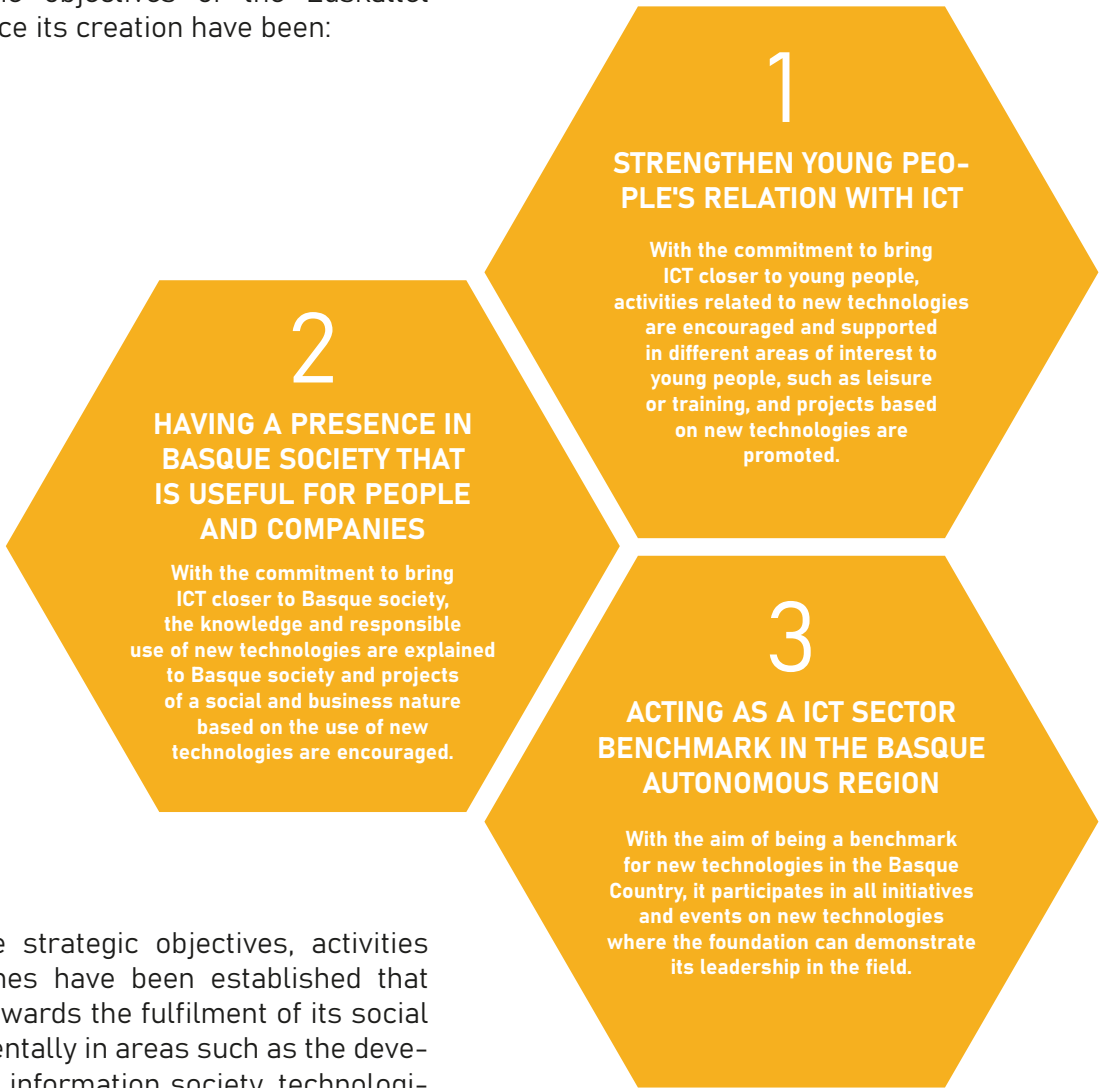 ce its creation have been:
1
STRENGTHEN YOUNG PEO-
PLE'S RELATION WITH ICT
With the commitment to bring
ICT closer to young people,
activities related to new technologies
are encouraged and supported
in different areas of interest to
young people, such as leisure
or training, and projects based
on new technologies are
promoted.
2
HAVING A PRESENCE IN
BASQUE SOCIETY THAT
IS USEFUL FOR PEOPLE
AND COMPANIES
With the commitment to bring
ICT closer to Basque society,
the knowledge and responsible
use of new technologies are explained
to Basque society and projects
of a social and business nature
based on the use of new
technologies are encouraged.
3
ACTING AS A ICT SECTOR
BENCHMARK IN THE BASQUE
AUTONOMOUS REGION
With the aim of being a benchmark
for new technologies in the Basque
Country, it participates in all initiatives
and events on new technologies
where the foundation can demonstrate
its leadership in the field.
e strategic objectives, activities
nes have been established that
wards the fulfilment of its social
entally in areas such as the deve-
information society, technologi-